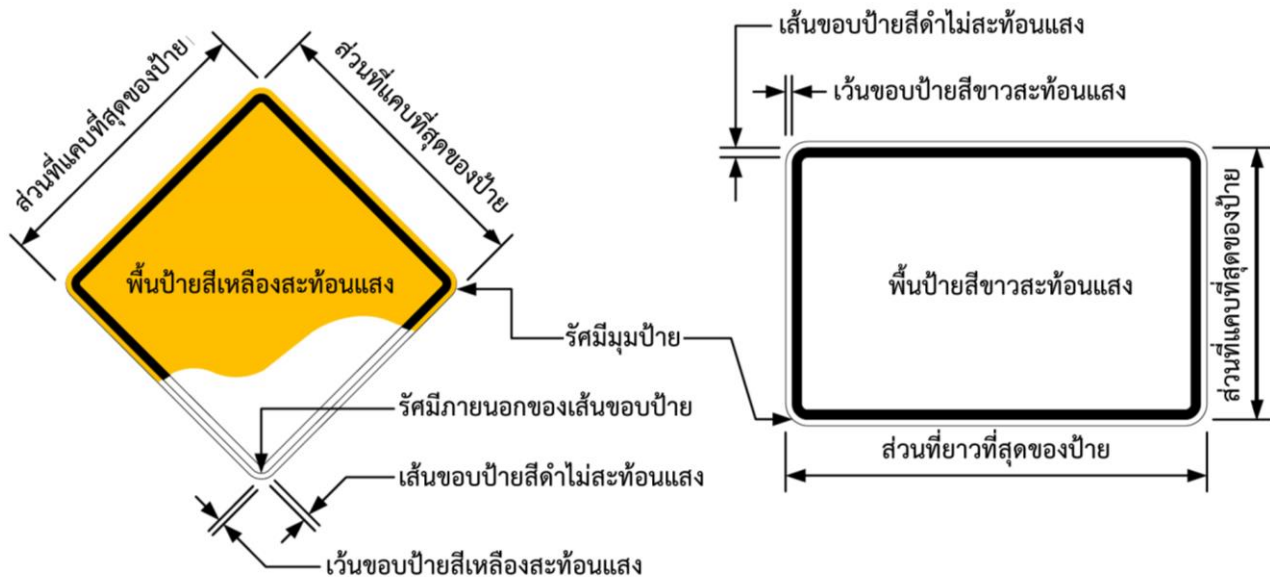 เส้นขอบป้ายสีดำไม่สะท้อนแสง
เว้นขอบป้ายสีขาวสะท้อนแสง
ส่วนที่แคบที่สุดของป้าย
ส่วนที่แคบที่สุดของป้าย
พื้นป้ายสีเหลืองสะท้อนแสง
พื้นป้ายสีขาวสะท้อนแสง
ส่วนที่แคบที่สุดของป้าย
รัศมีมุมป้าย
รัศมีภายนอกของเส้นขอบป้าย
ส่วนที่ยาวที่สุดของป้าย
เส้นขอบป้ายสีดำไม่สะท้อนแสง
เว้นขอบป้ายสีเหลืองสะท้อนแสง